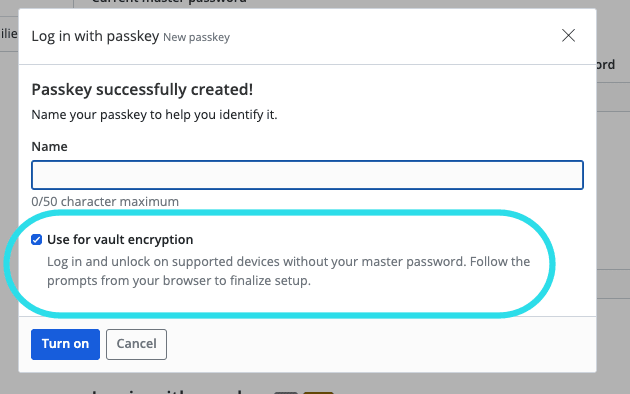 Current master password
Log in with passkey New passkey
Passkey successfully created!
Name your passkey to help you identify it.
Name
0/50 character maximum
Use for vault encryption
Log in and unlock on supported devices without your master password. Follow the
prompts from your browser to finalize setup.
Turn on
Cancel